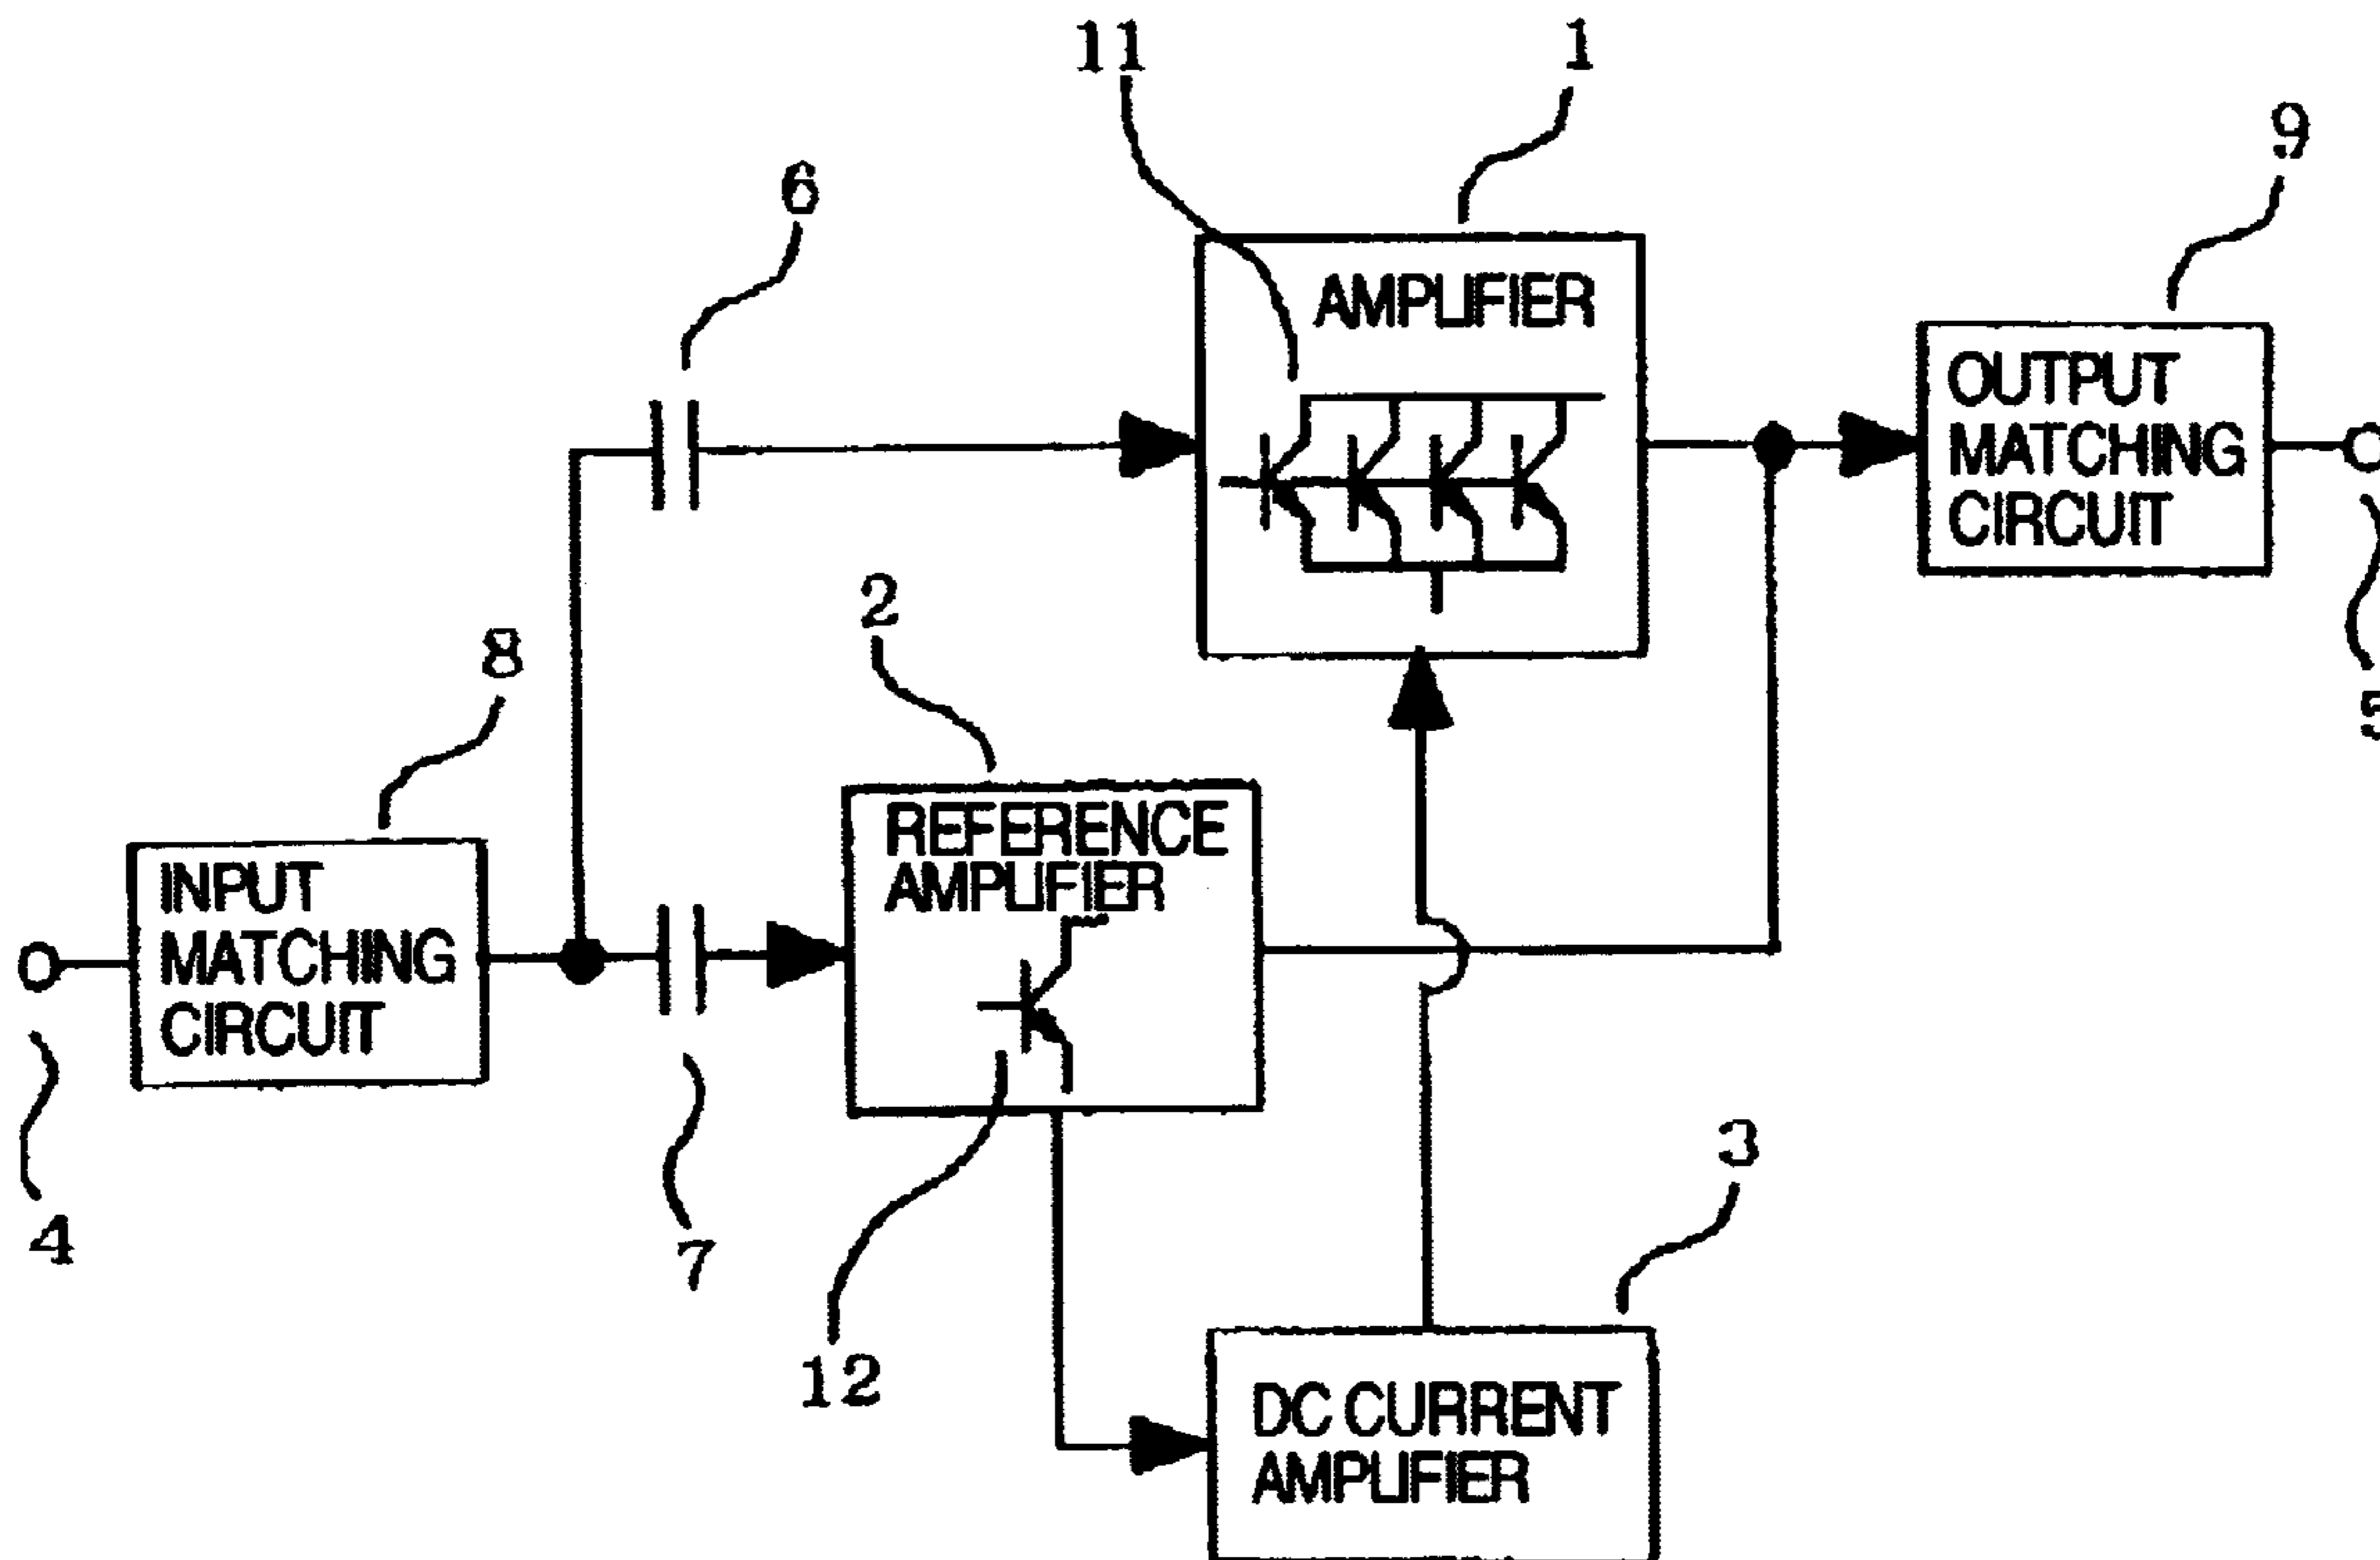 11
1
9
6
AMPLIFIER
OUTPUT
MATCHING
CIRCUIT
2
8
5
REFERENCE
AMPLIFIER
INPUT
MATCHING
CIRCUIT
3
4
7
12
DC CURRENT
AMPLIFIER